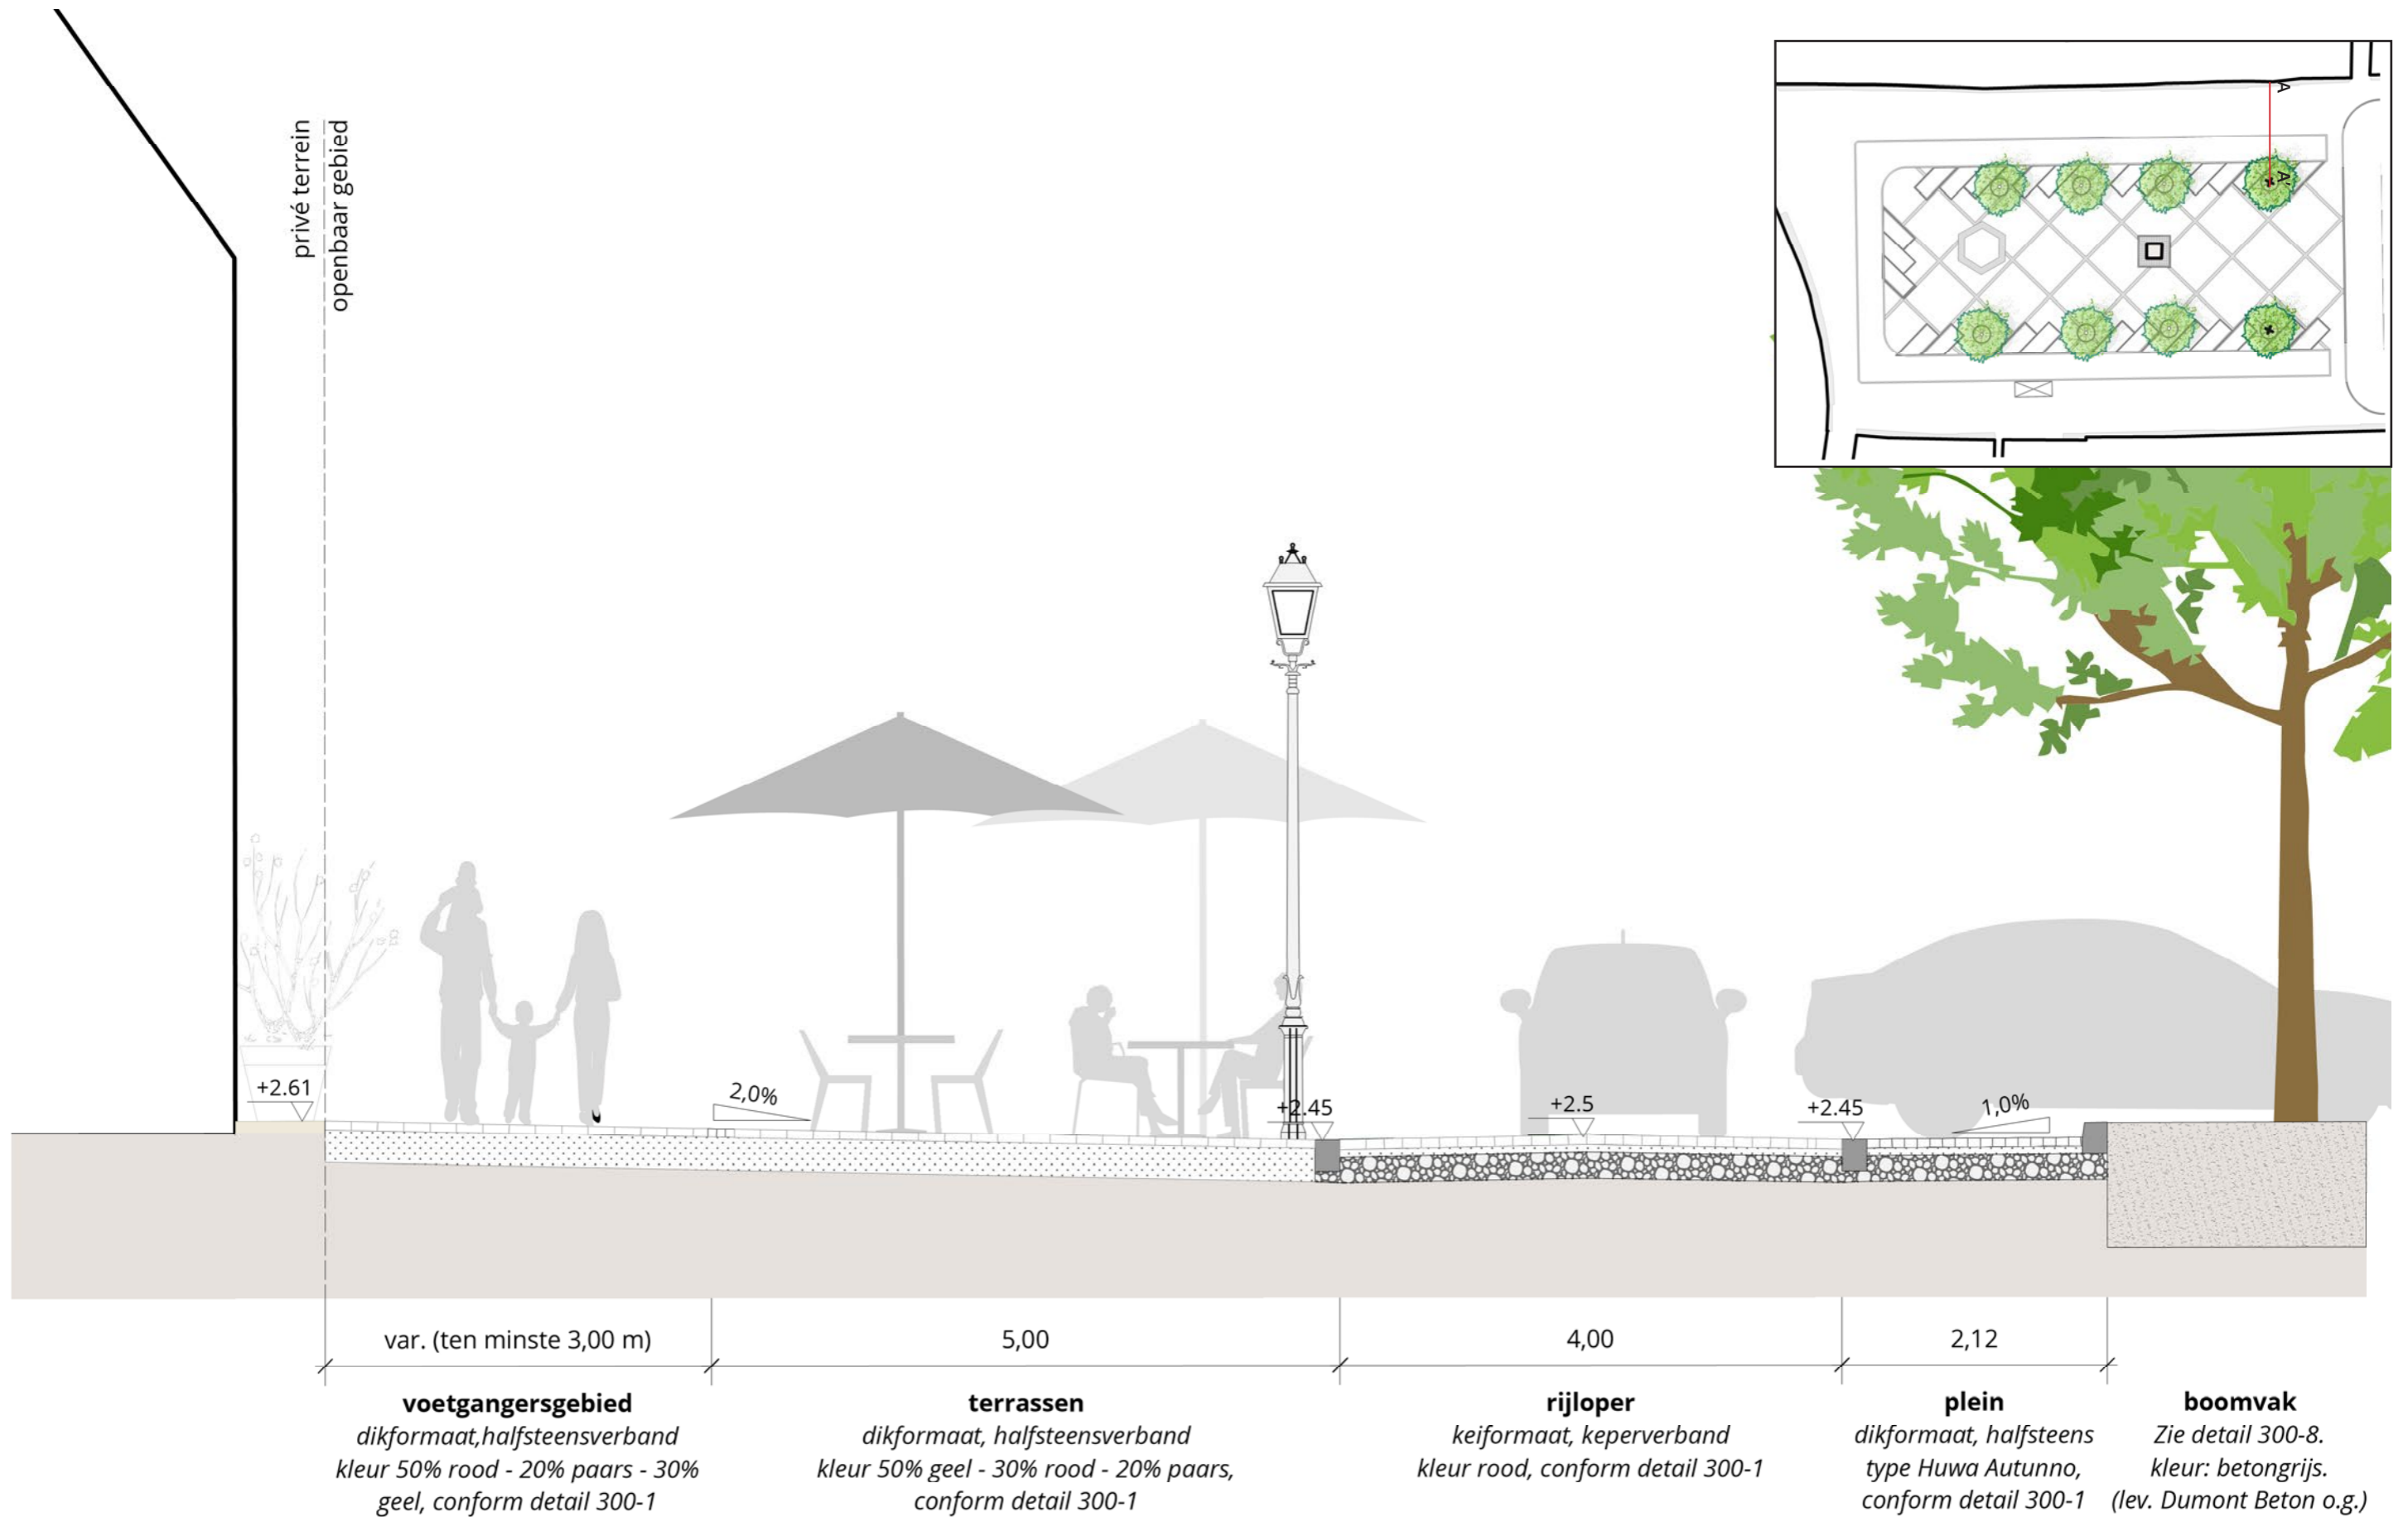 privé terrein
openbaar gebied
A
A'
+2.61
2,0%
+2.45
+2.5
+2.45
1,0%
var. (ten minste 3,00 m)
5,00
4,00
2,12
voetgangersgebied
dikformaat,halfsteensverband
kleur 50% rood - 20% paars - 30%
geel, conform detail 300-1
terrassen
dikformaat, halfsteensverband
kleur 50% geel - 30% rood - 20% paars,
conform detail 300-1
rijloper
keiformaat, keperverband
kleur rood, conform detail 300-1
plein
dikformaat, halfsteens
type Huwa Autunno,
conform detail 300-1
boomvak
Zie detail 300-8.
kleur: betongrijs.
(lev. Dumont Beton o.g.)